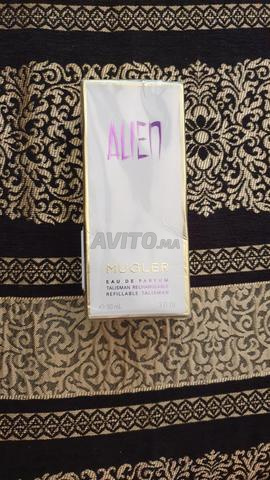 ALIEN
AVITO.ma
MUGLER
EAU DE PARFUM
TALISMAN RECHARGEABLE
REFILLABLE TALISMAN